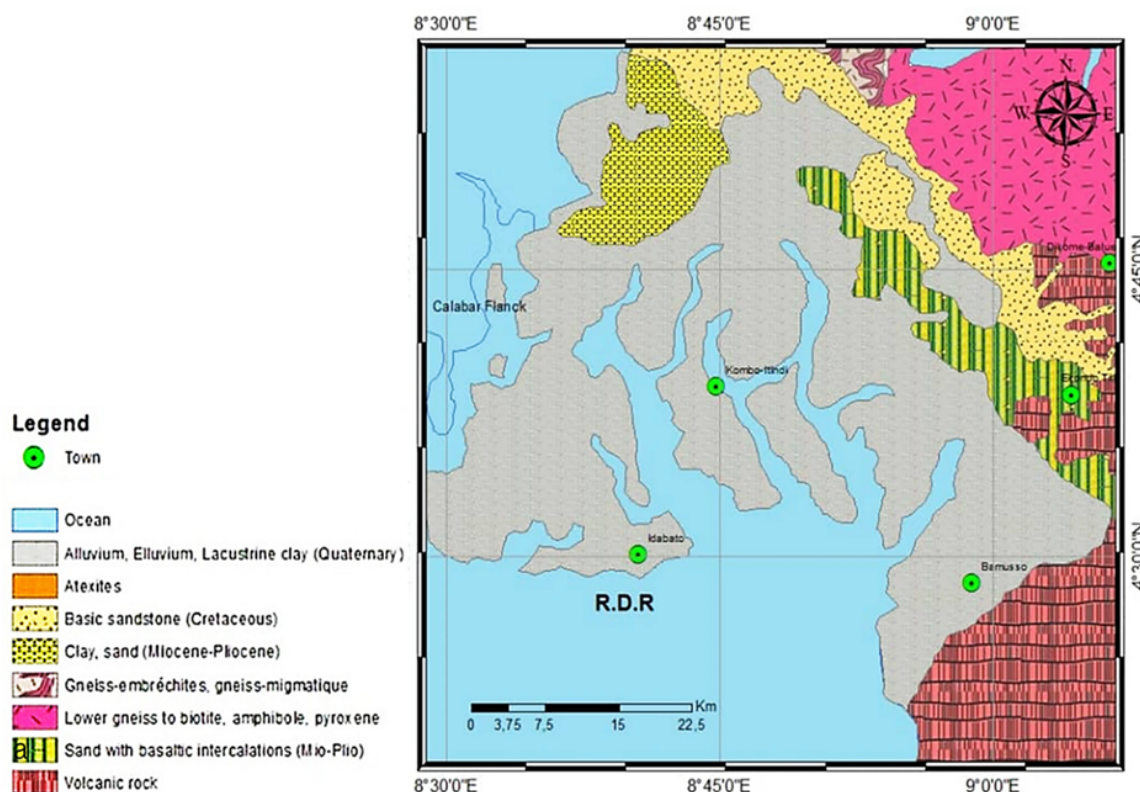 8°30'0"E 8°45'0"E 9°0'0"E
N
W E
S
4°45'0"N
Calabar Flanck
Kombo-Itindi
Legend
Town
Idabato
Bamusso
4°30'0"N
R.D.R
Ocean
Alluvium, Elluvium, Lacustrine clay (Quaternary)
Atexites
Basic sandstone (Cretaceous)
Clay, sand (Miocene-Pliocene)
Gneiss-embréchites, gneiss-migmatique
Lower gneiss to biotite, amphibole, pyroxene
a Sand with basaltic intercalations (Mio-Plio)
Volcanic rock
Km
0 3,75 7,5 15 22,5
8°30'0"E 8°45'0"E 9°0'0"E